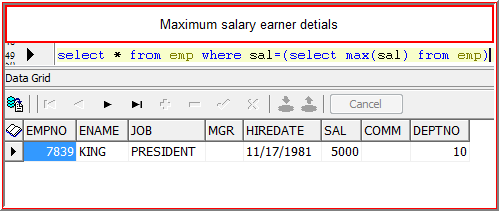 Maximum salary earner detials
49
select * from emp where sal=(select max(sal) from emp)
50
Data Grid
Cancel
EMPNO ENAME JOB MGR HIREDATE SAL COMM DEPTNO
7839 KING PRESIDENT 11/17/1981 5000 10